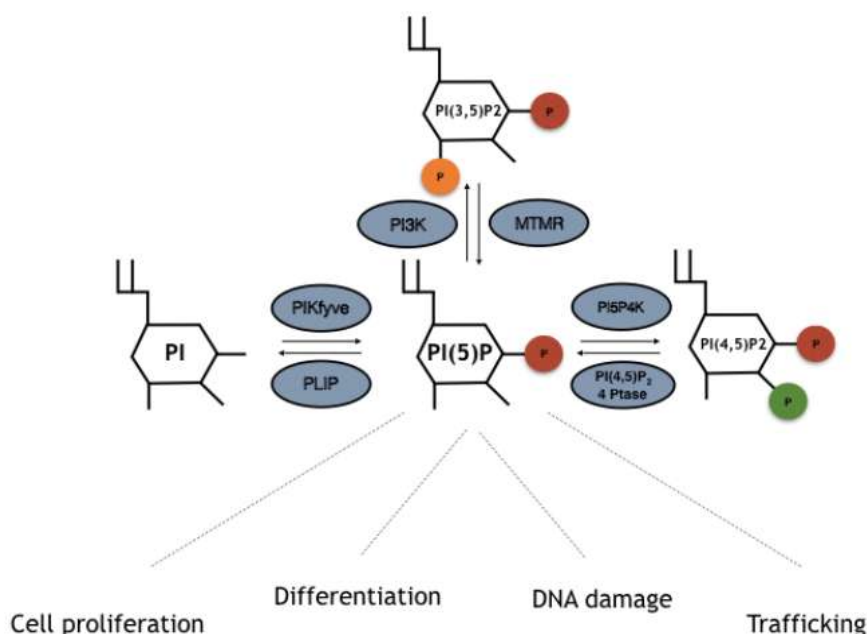 PI(3,5)P2
P
P
PI3K
MTMR
PIKfyve
PI5P4K
PI
PI(5)P
P
PI(4,5)P2
P
PLIP
PI(4,5)P₂
4 Ptase
P
Differentiation
DNA damage
Cell proliferation
Trafficking